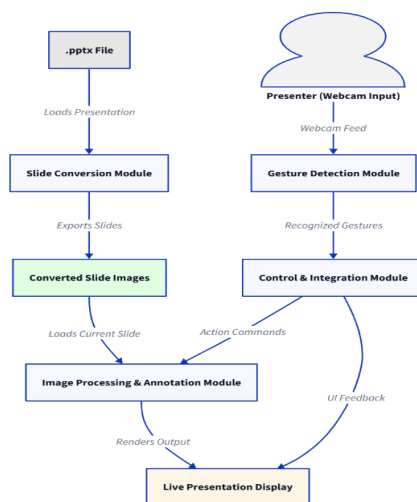 .pptx File
Presenter (Webcam Input)
Loads Presentation
Webcam Feed
Slide Conversion Module
Gesture Detection Module
Exports Slides
Recognized Gestures
Converted Slide Images
Control & Integration Module
Loads Current Slide
Action Commands
Image Processing & Annotation Module
UI Feedback
Renders Output
Live Presentation Display